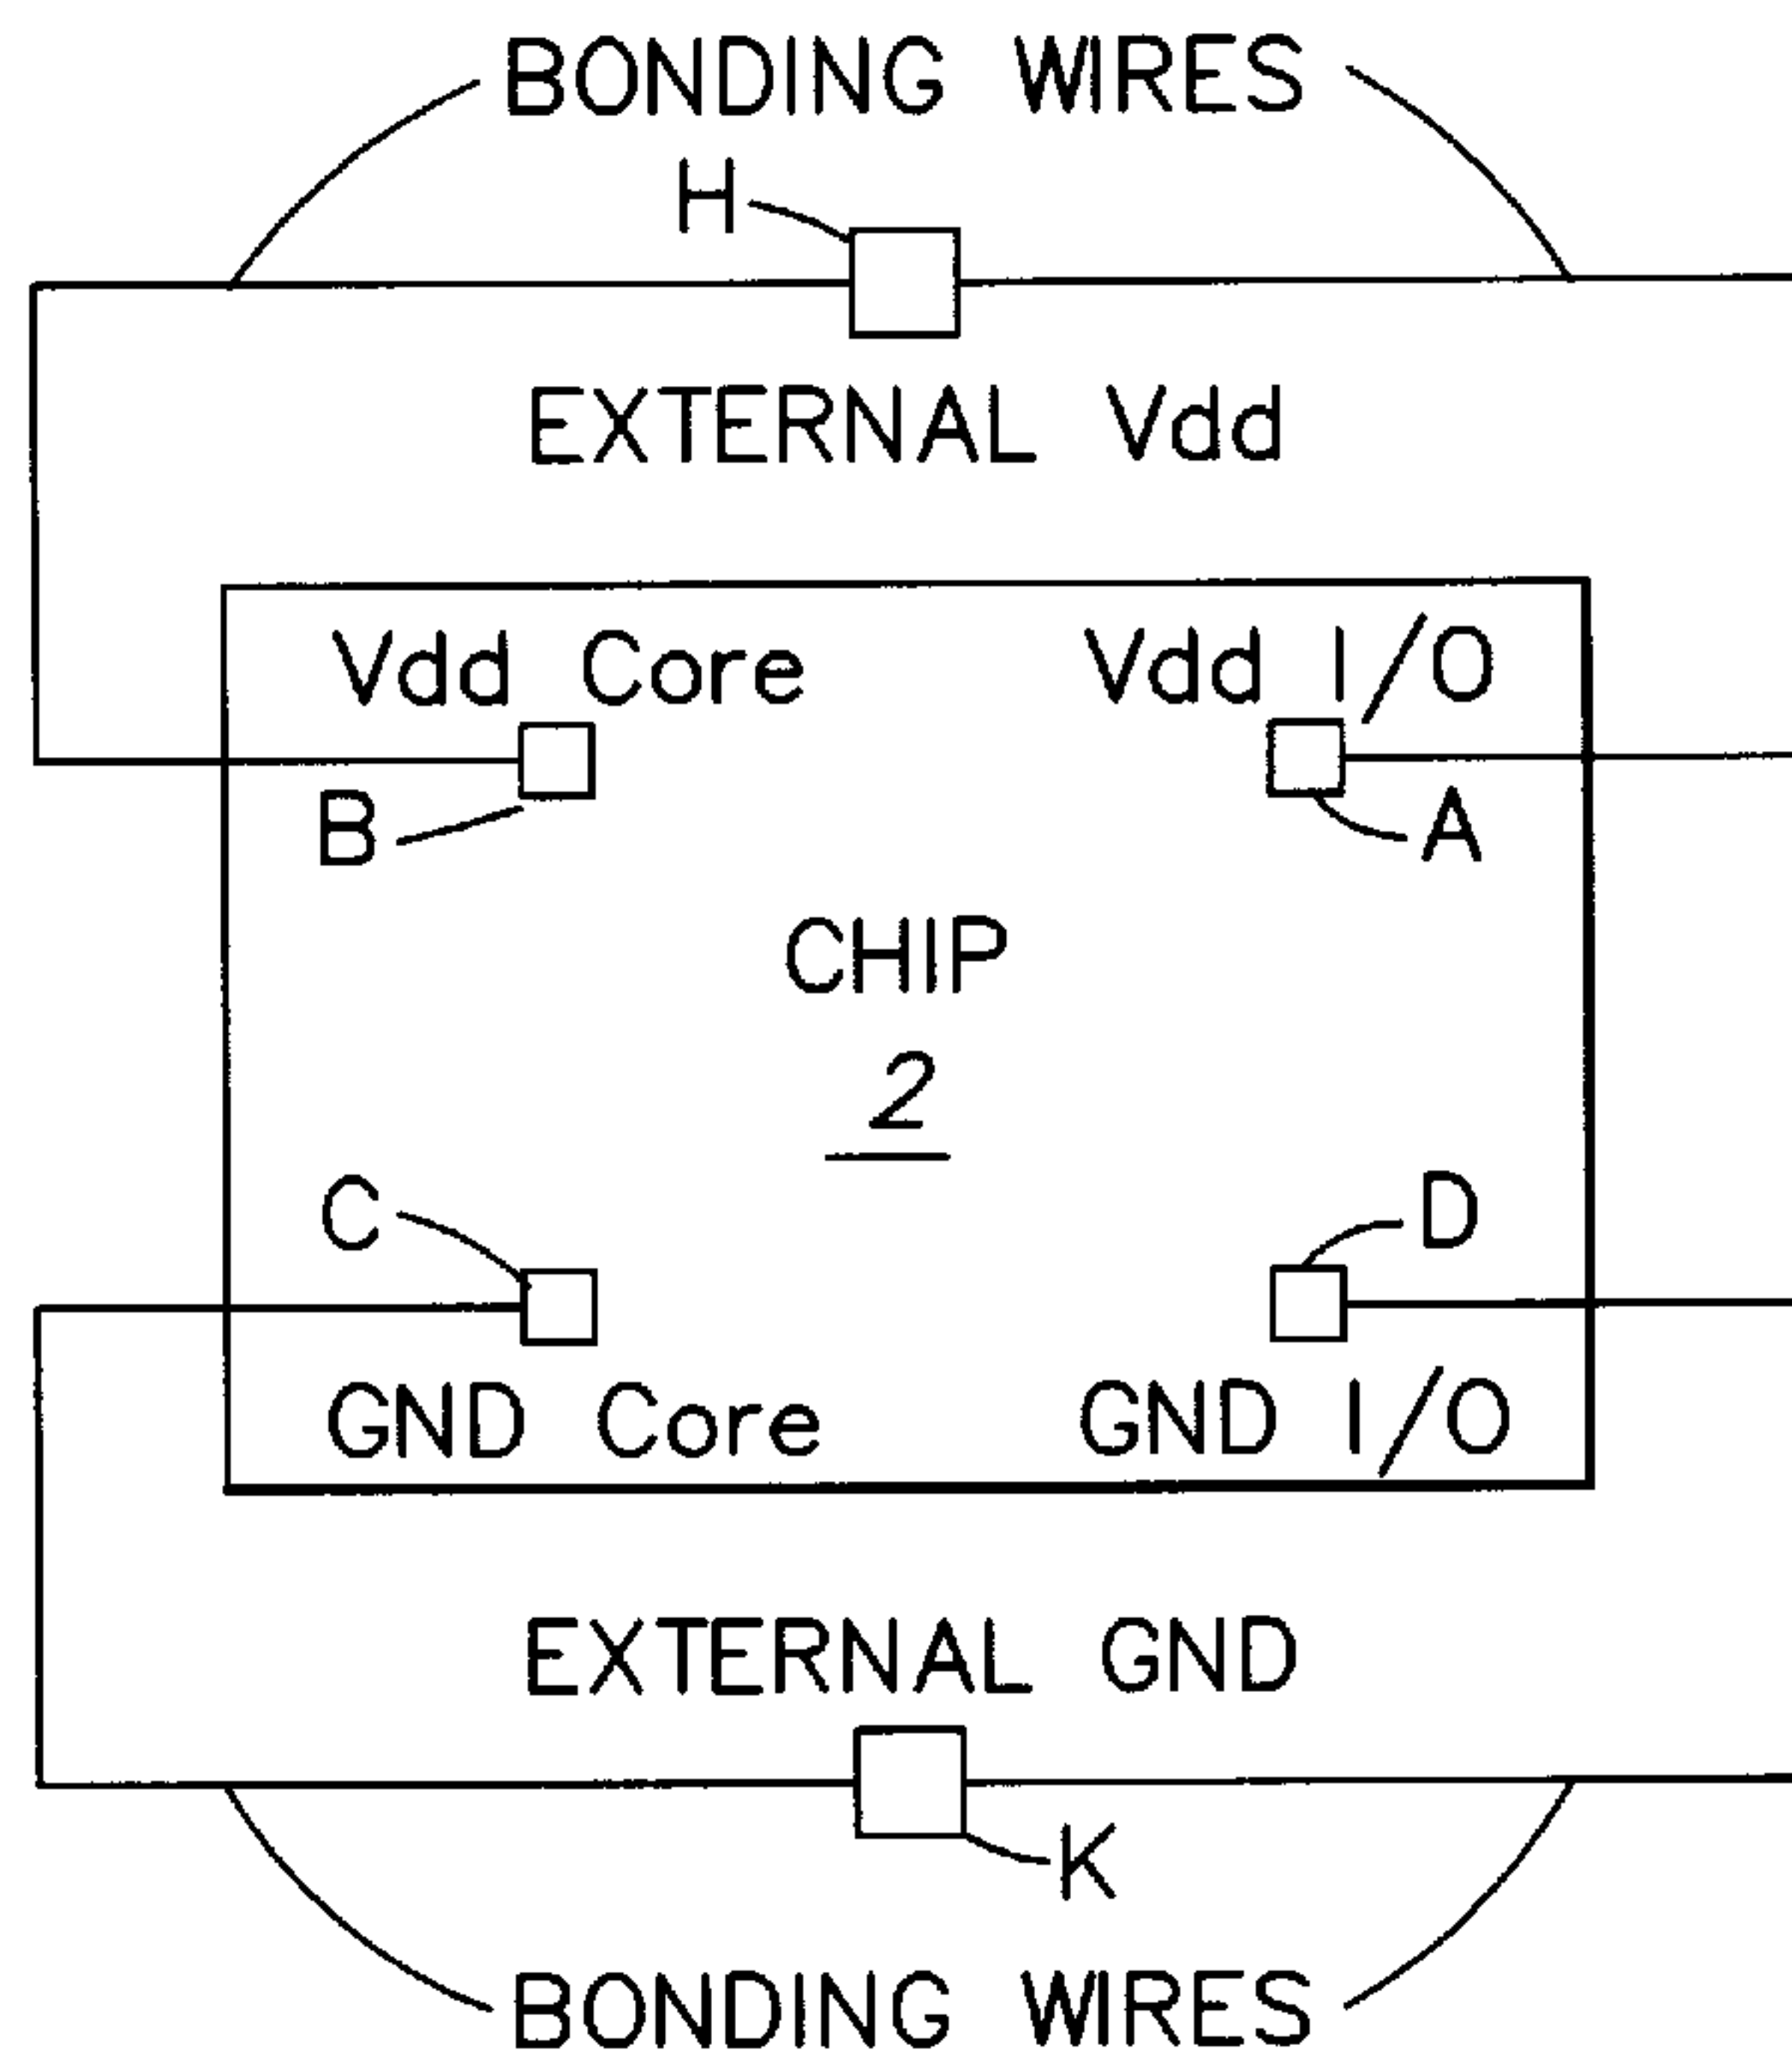 BONDING WIRES
H
EXTERNAL Vdd
Vdd Core Vdd I/O
B A
CHIP
2
C D
GND Core GND I/O
EXTERNAL GND
K
BONDING WIRES